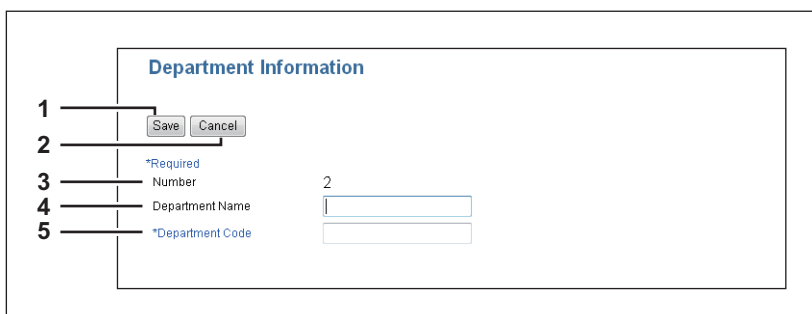 Department Information
1
Save Cancel
2
*Required
3 Number 2
4 Department Name
5 *Department Code